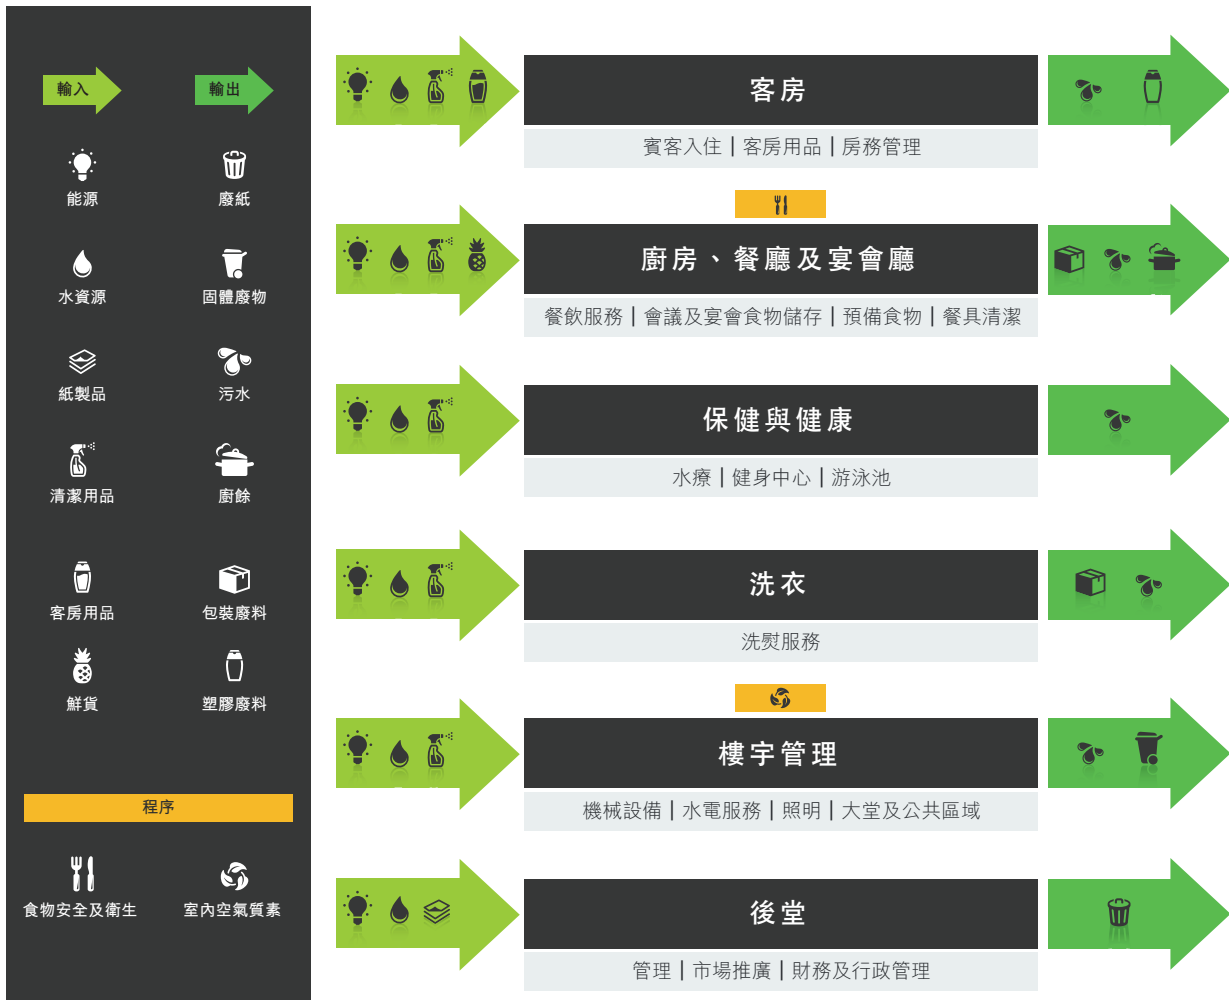 輸入
輸出
能源
廢紙
水資源
固體廢物
紙製品
污水
清潔用品
廚餘
客房用品
包裝廢料
鮮貨
塑膠廢料
程序
食物安全及衛生
室內空氣質素
客房
賓客入住 | 客房用品 | 房務管理
廚房、餐廳及宴會廳
餐飲服務 | 會議及宴會食物儲存 | 預備食物 | 餐具清潔
保健與健康
水療 | 健身中心 | 游泳池
洗衣
洗熨服務
樓宇管理
機械設備 | 水電服務 | 照明 | 大堂及公共區域
後堂
管理 | 市場推廣 | 財務及行政管理